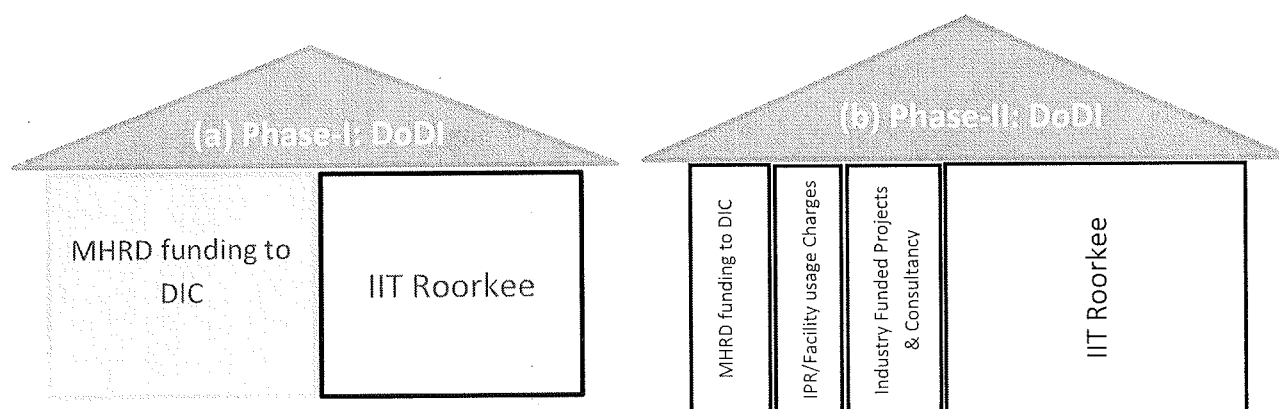 (a) Phase-I: DoDI
MHRD funding to
DIC
IIT Roorkee
(b) Phase-II: DoDI
MHRD funding to DIC
IPR/Facility usage Charges
Industry Funded Projects
& Consultancy
IIT Roorkee